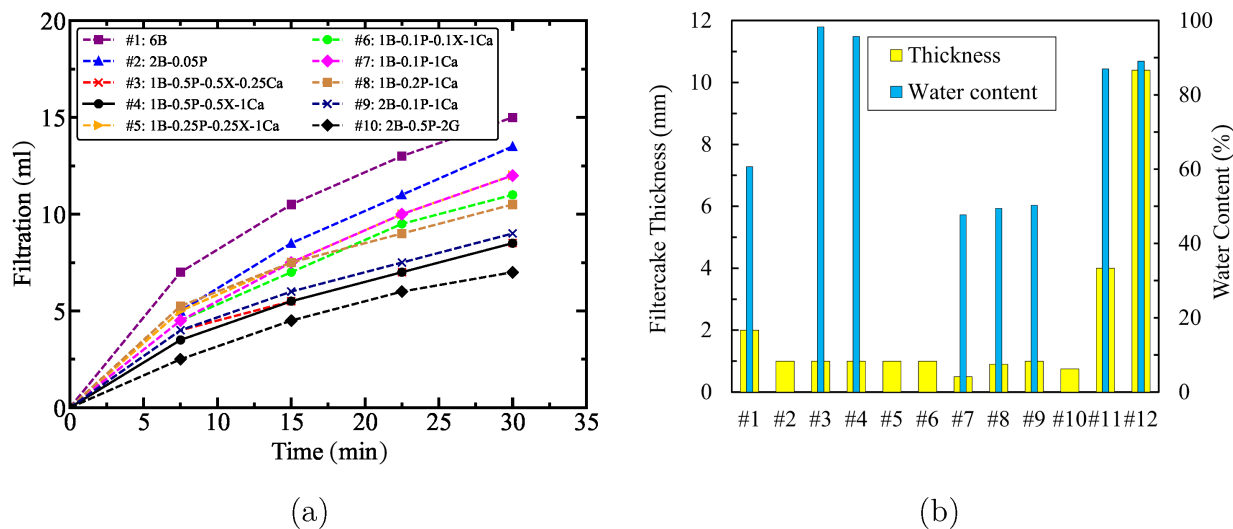 20
15
10
5
0
Filtration (ml)
#1: 6B
#2: 2B-0.05P
#3: 1B-0.5P-0.5X-0.25Ca
#4: 1B-0.5P-0.5X-1Ca
#5: 1B-0.25P-0.25X-1Ca
#6: 1B-0.1P-0.1X-1Ca
#7: 1B-0.1P-1Ca
#8: 1B-0.2P-1Ca
#9: 2B-0.1P-1Ca
#10: 2B-0.5P-2G
0 5 10 15 20 25 30 35
Time (min)
(a)
12
10
8
6
4
2
0
Filtercake Thickness (mm)
Thickness
Water content
100
80
60
40
20
0
Water Content (%)
#1 #2 #3 #4 #5 #6 #7 #8 #9 #10 #11 #12
(b)